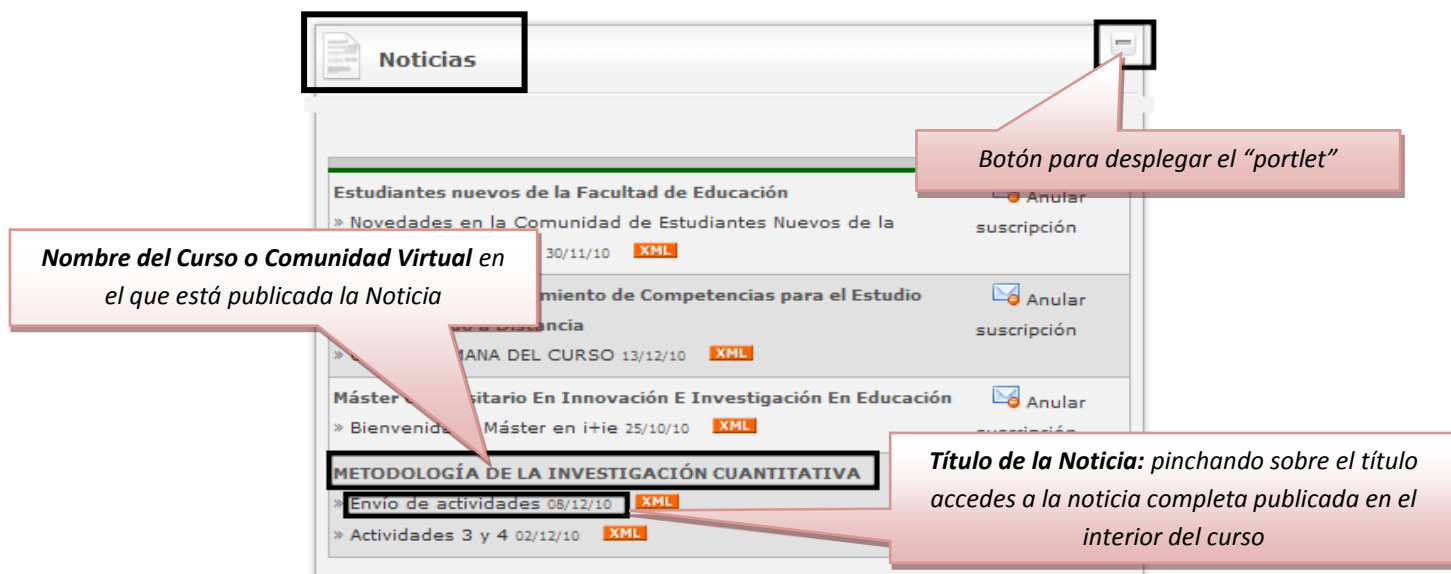 Noticias
Botón para desplegar el “portlet”
Estudiantes nuevos de la Facultad de Educación
Anular
» Novedades en la Comunidad de Estudiantes Nuevos de la
suscripción
30/11/10 XML
Nombre del Curso o Comunidad Virtual en
el que está publicada la Noticia
miento de Competencias para el Estudio
Anular
a Distancia
suscripción
» MANA DEL CURSO 13/12/10 XML
Máster sitario En Innovación E Investigación En Educación
Anular
» Bienvenid Máster en i+ie 25/10/10 XML
METODOLOGÍA DE LA INVESTIGACIÓN CUANTITATIVA
» Envío de actividades 08/12/10 XML
» Actividades 3 y 4 02/12/10 XML
Título de la Noticia: pinchando sobre el título
accedes a la noticia completa publicada en el
interior del curso